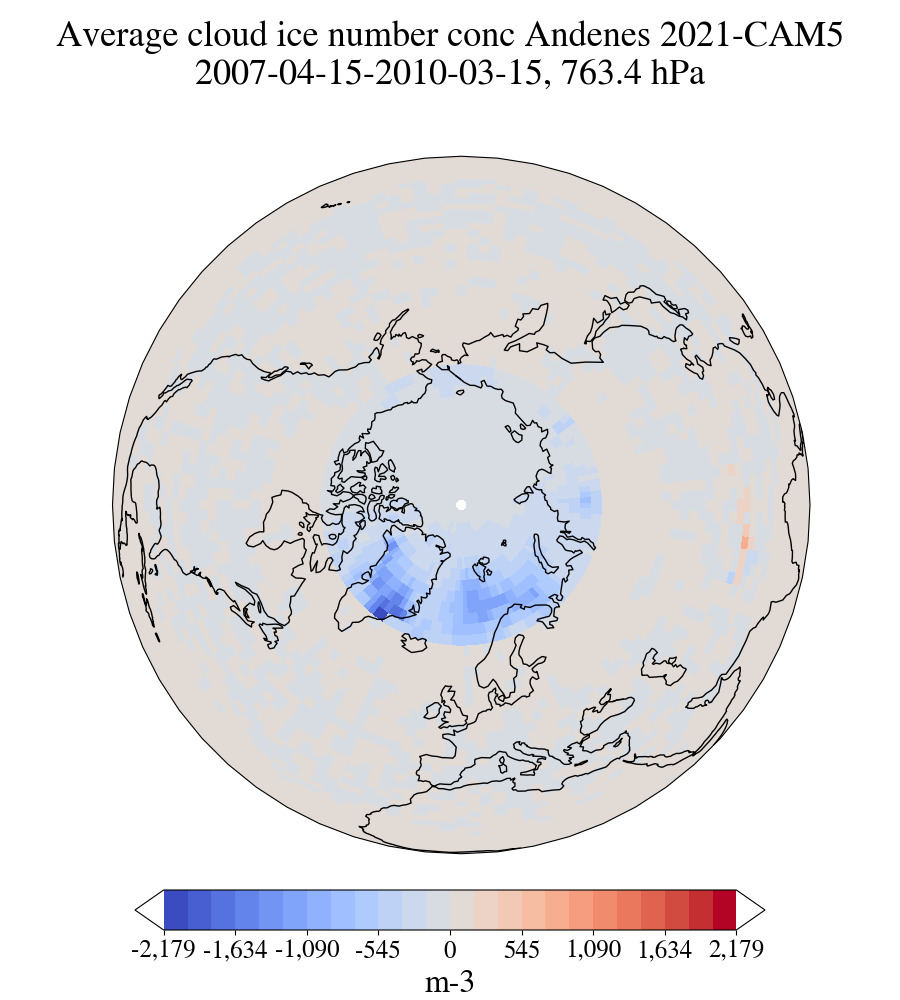 Average cloud ice number conc Andenes 2021-CAM5
2007-04-15-2010-03-15, 763.4 hPa
-2,179 -1,634 -1,090 -545 0 545 1,090 1,634 2,179
m-3